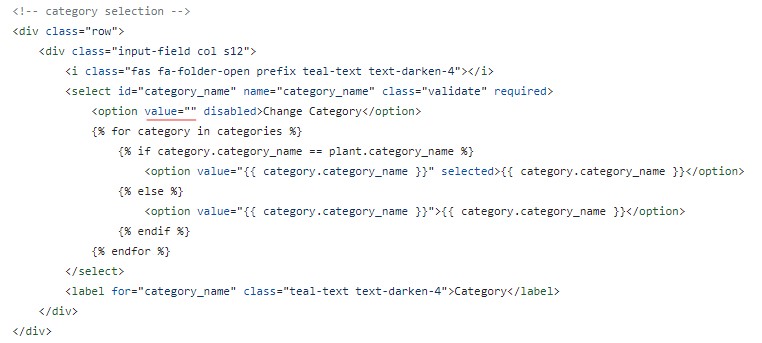 <!-- category selection -->
<div class="row">
    <div class="input-field col s12">
        <i class="fas fa-folder-open prefix teal-text text-darken-4"></i>
        <select id="category_name" name="category_name" class="validate" required>
            <option value="" disabled>Change Category</option>
            {% for category in categories %}
                {% if category.category_name == plant.category_name %}
                    <option value="{{ category.category_name }}" selected>{{ category.category_name }}</option>
                {% else %}
                    <option value="{{ category.category_name }}">{{ category.category_name }}</option>
                {% endif %}
            {% endfor %}
        </select>
        <label for="category_name" class="teal-text text-darken-4">Category</label>
    </div>
</div>